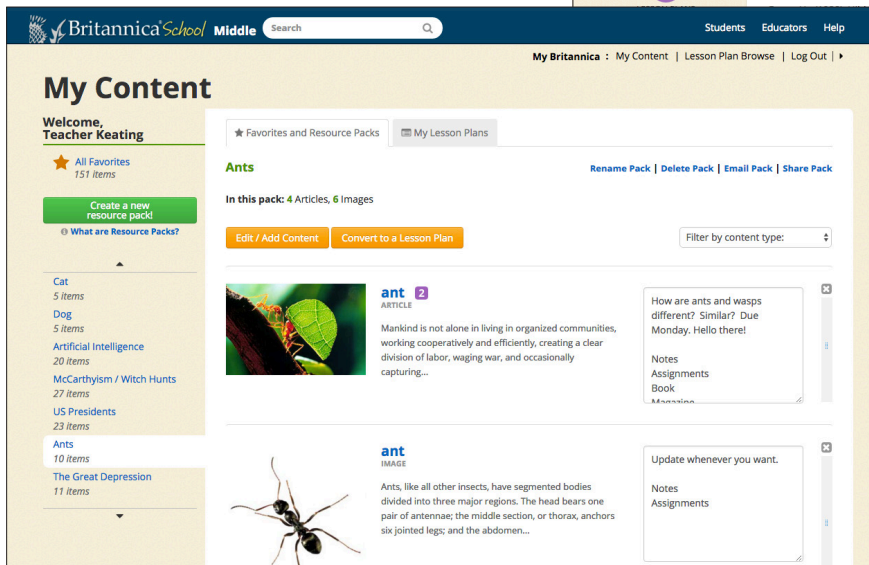 Britannica School Middle Search Students Educators Help
My Britannica : My Content | Lesson Plan Browse | Log Out |
My Content
Welcome,
Teacher Keating
All Favorites
151 items
Create a new
resource pack!
What are Resource Packs?
Cat
5 items
Dog
5 items
Artificial Intelligence
20 items
McCarthyism / Witch Hunts
27 items
US Presidents
23 items
Ants
10 items
The Great Depression
11 items
Favorites and Resource Packs My Lesson Plans
Ants Rename Pack | Delete Pack | Email Pack | Share Pack
In this pack: 4 Articles, 6 Images
Edit / Add Content Convert to a Lesson Plan Filter by content type:
ant 2
ARTICLE
Mankind is not alone in living in organized communities,
working cooperatively and efficiently, creating a clear
division of labor, waging war, and occasionally
capturing...
How are ants and wasps
different? Similar? Due
Monday. Hello there!
Notes
Assignments
Book
Magazine
ant
IMAGE
Ants, like all other insects, have segmented bodies
divided into three major regions. The head bears one
pair of antennae; the middle section, or thorax, anchors
six jointed legs; and the abdomen...
Update whenever you want.
Notes
Assignments